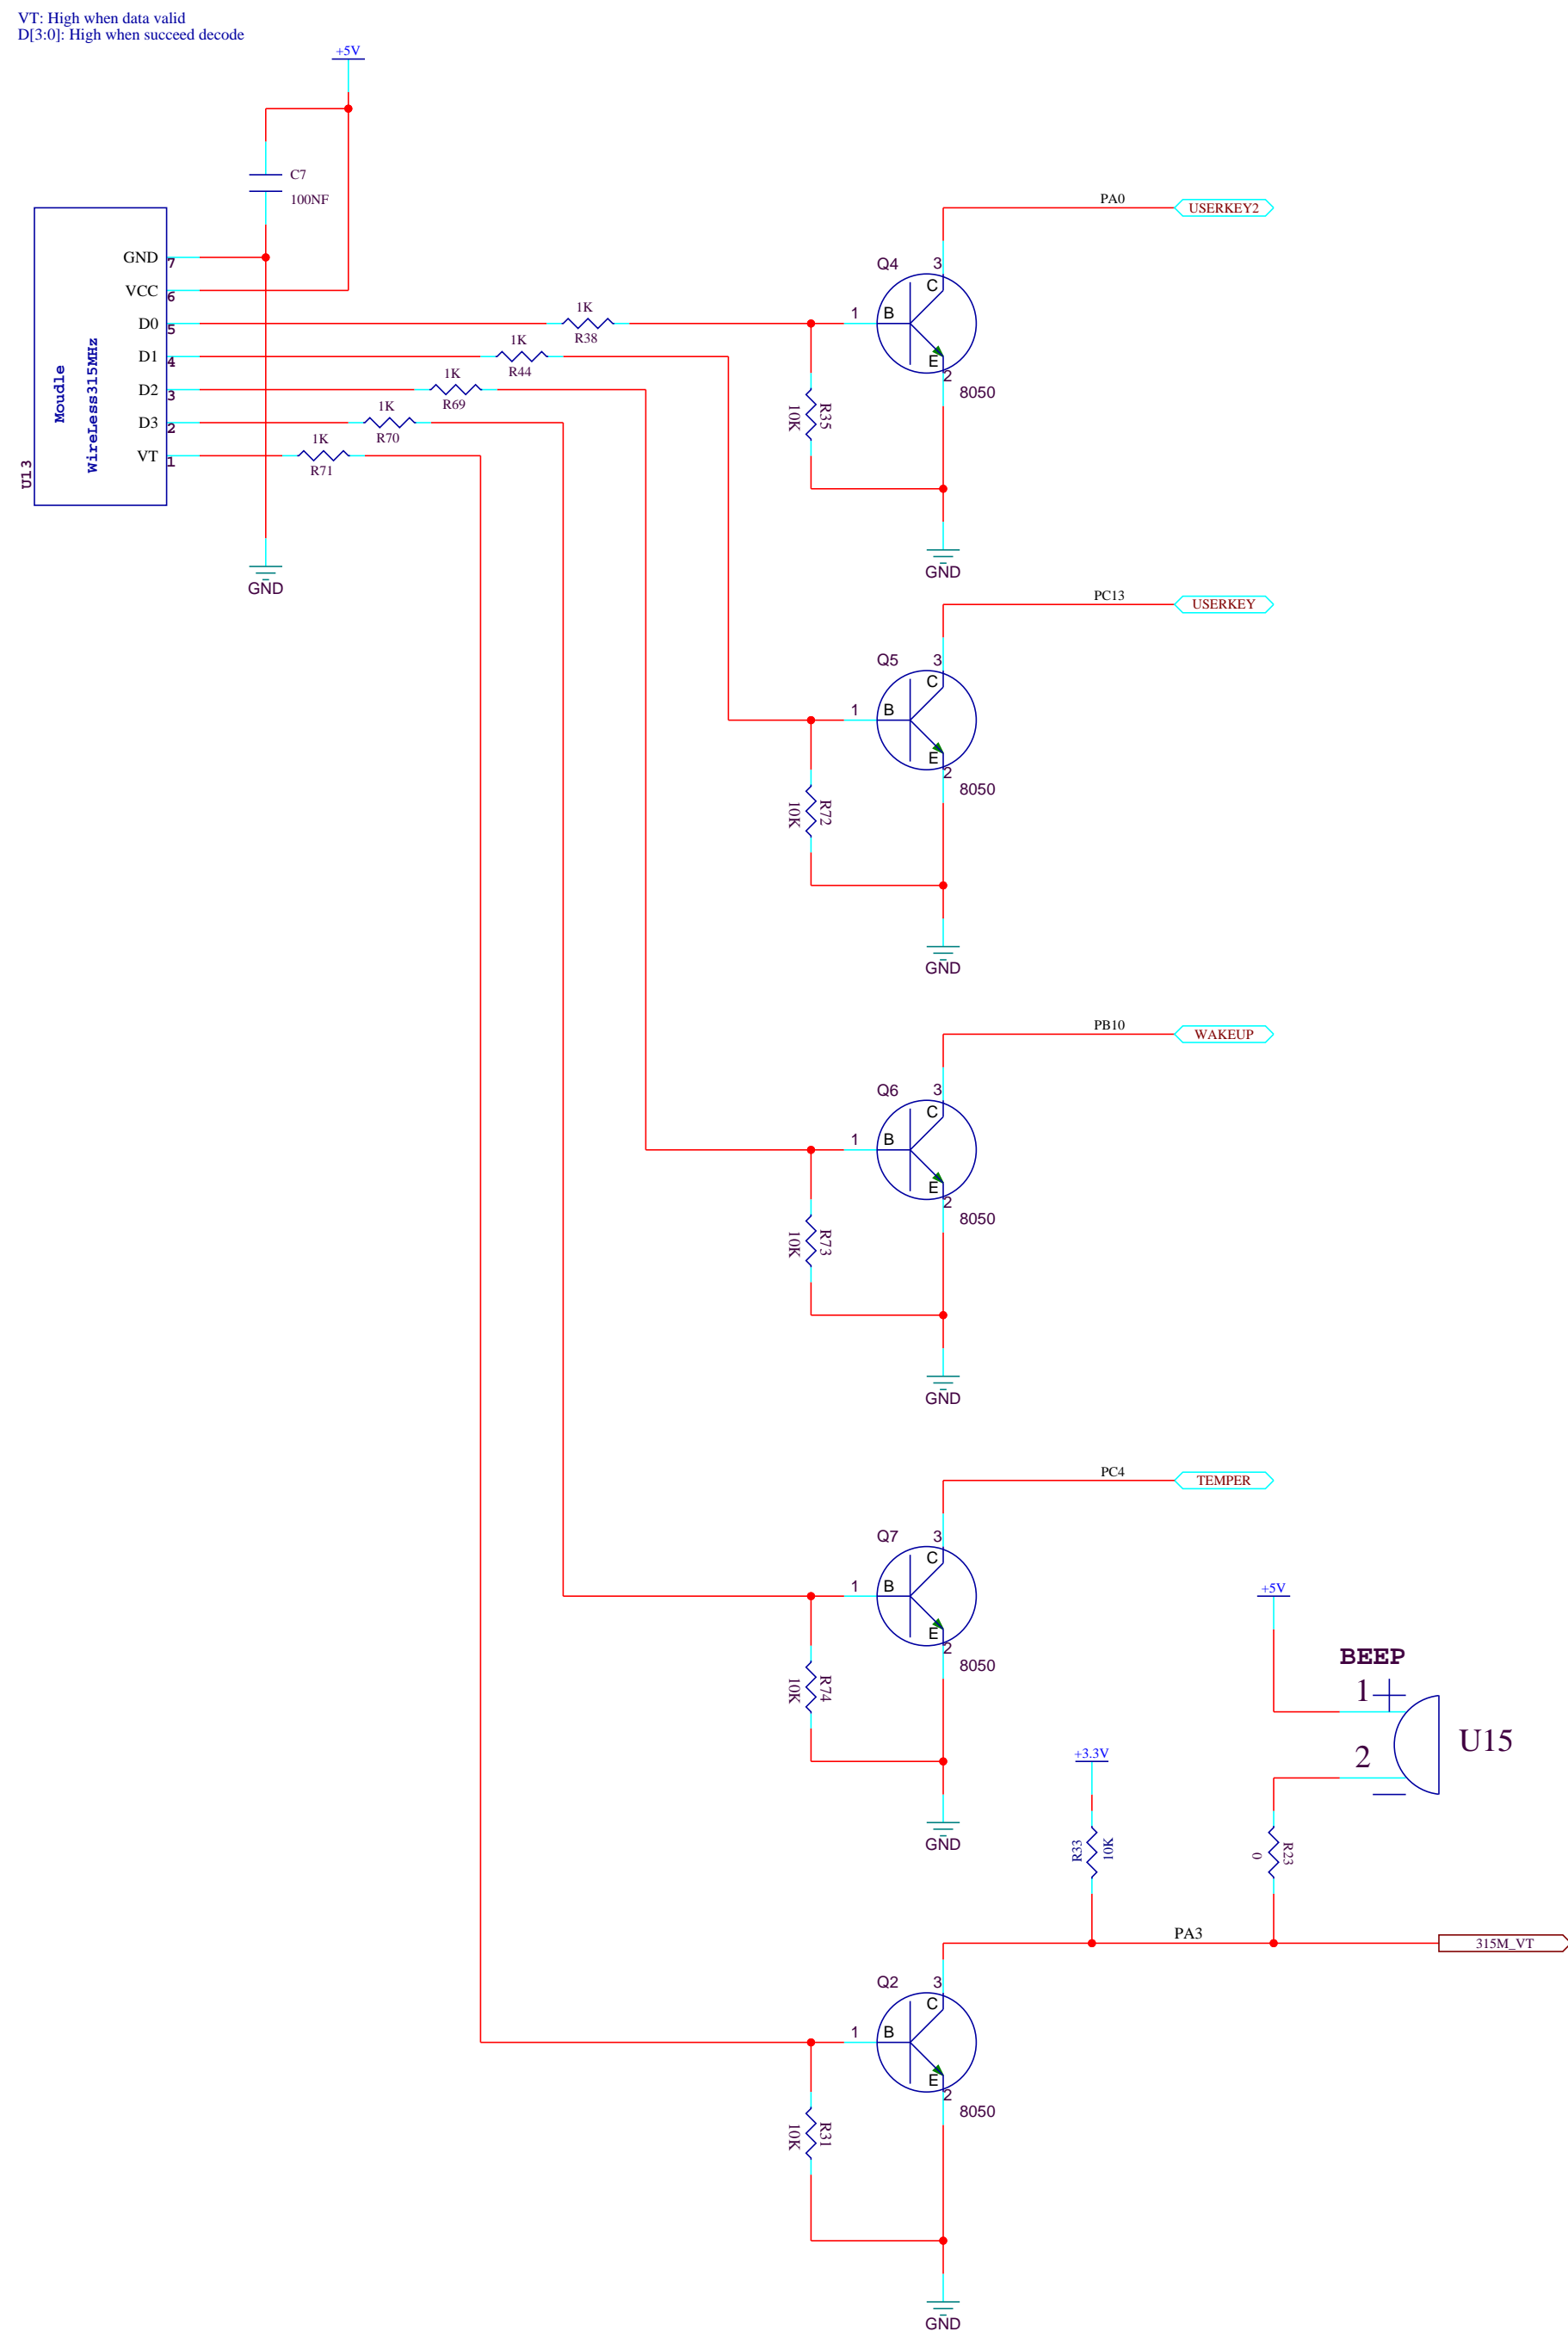 VT: High when data valid
D[3:0]: High when succeed decode
+5V
C7
100NF
U13
Moudle
WireLess315MHz
GND 7
VCC 6
D0 5
D1 4
D2 3
D3 2
VT 1
GND
1K
R38
1K
R44
1K
R69
1K
R70
1K
R71
PA0
USERKEY2
Q4
3
C
1
B
E
2
8050
R35
10K
GND
PC13
USERKEY
Q5
3
C
1
B
E
2
8050
R72
10K
GND
PB10
WAKEUP
Q6
3
C
1
B
E
2
8050
R73
10K
GND
PC4
TEMPER
Q7
3
C
1
B
E
2
8050
R74
10K
GND
+5V
BEEP
1
2
U15
+3.3V
R33
10K
R23
0
PA3
315M_VT
Q2
3
C
1
B
E
2
8050
R31
10K
GND